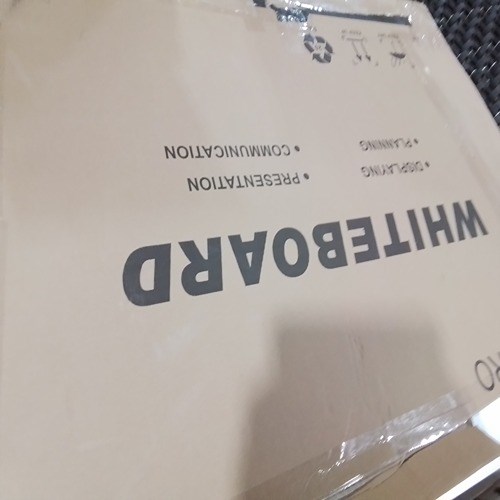 WHITEBOARD
• DISPLAYING • PRESENTATION
• PLANNING • COMMUNICATION